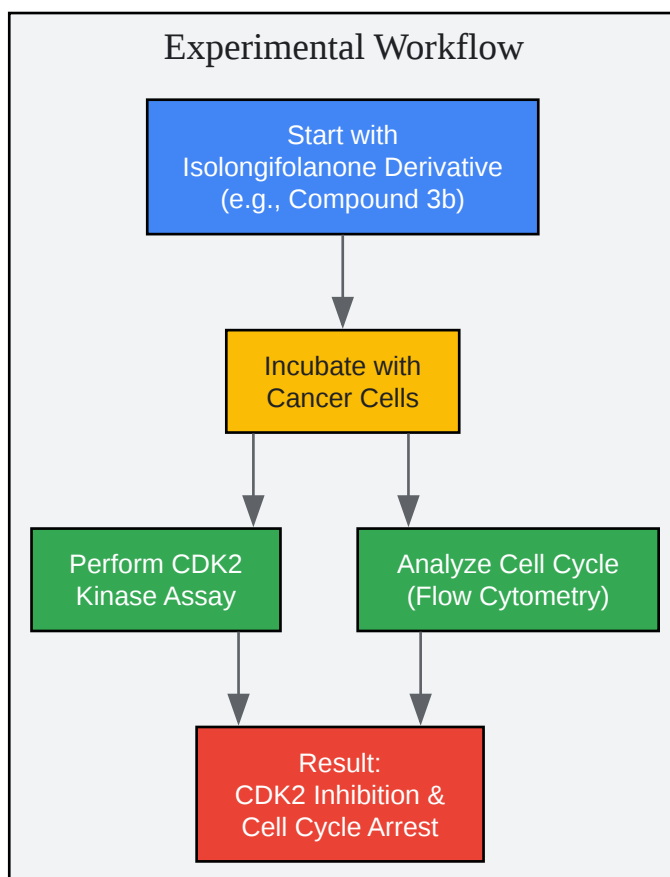 Experimental Workflow
Start with
Isolongifolanone Derivative
(e.g., Compound 3b)
Incubate with
Cancer Cells
Perform CDK2
Kinase Assay
Analyze Cell Cycle
(Flow Cytometry)
Result:
CDK2 Inhibition &
Cell Cycle Arrest